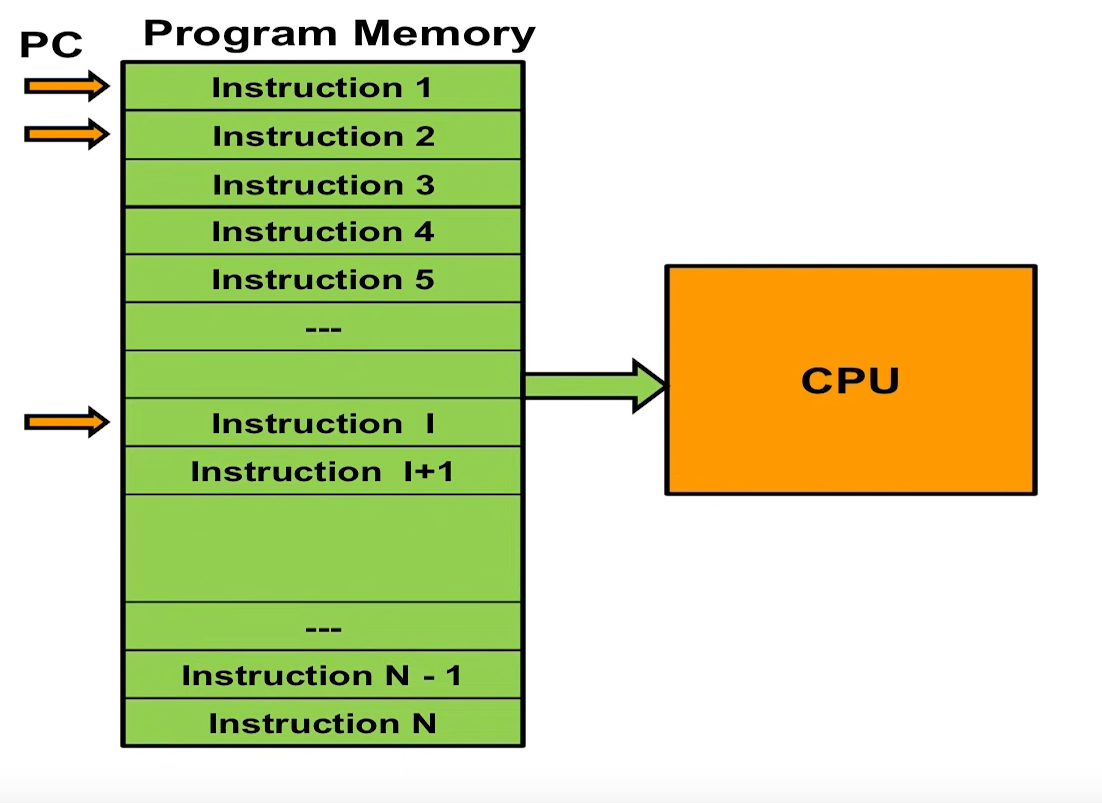 PC
Program Memory
Instruction 1
Instruction 2
Instruction 3
Instruction 4
Instruction 5
---
Instruction I
Instruction I+1
---
Instruction N - 1
Instruction N
CPU